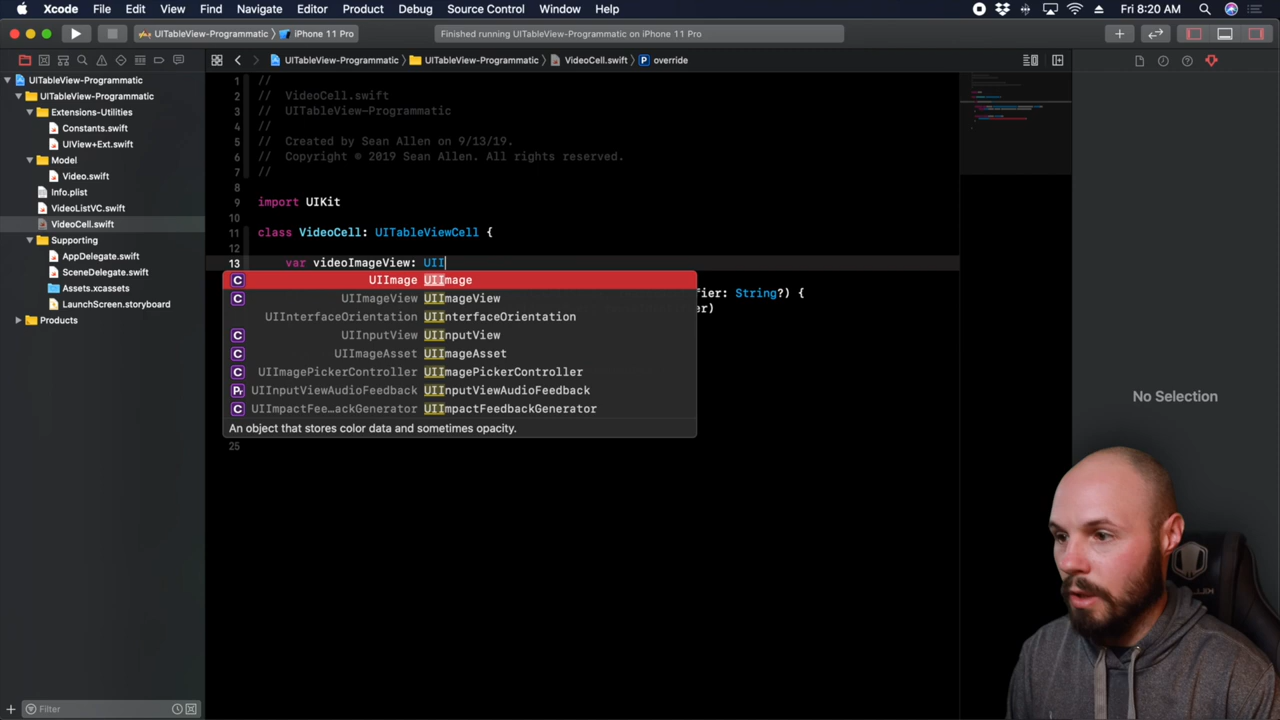 Xcode File Edit View Find Navigate Editor Product Debug Source Control Window Help Fri 8:20 AM
UITableView-Programmatic iPhone 11 Pro Finished running UITableView-Programmatic on iPhone 11 Pro
UITableView-Programmatic UITableView-Programmatic VideoCell.swift override
UITableView-Programmatic
UITableView-Programmatic
Extensions-Utilities
Constants.swift
UIView+Ext.swift
Model
Video.swift
Info.plist
VideoListVC.swift
VideoCell.swift
Supporting
AppDelegate.swift
SceneDelegate.swift
Assets.xcassets
LaunchScreen.storyboard
Products
Filter
1 //
2 // VideoCell.swift
3 // UITableView-Programmatic
4 //
5 // Created by Sean Allen on 9/13/19.
6 // Copyright © 2019 Sean Allen. All rights reserved.
7 //
8
9 import UIKit
10
11 class VideoCell: UITableViewCell {
12
13 var videoImageView: UII
C UIImage UIImage
C UIImageView UIImageView
fier: String?) {
UIInterfaceOrientation UIInterfaceOrientation
)
C UIInputView UIInputView
C UIImageAsset UIImageAsset
C UIImagePickerController UIImagePickerController
Pr UIInputViewAudioFeedback UIInputViewAudioFeedback
C UIImpactFee…ackGenerator UIImpactFeedbackGenerator
An object that stores color data and sometimes opacity.
25
No Selection